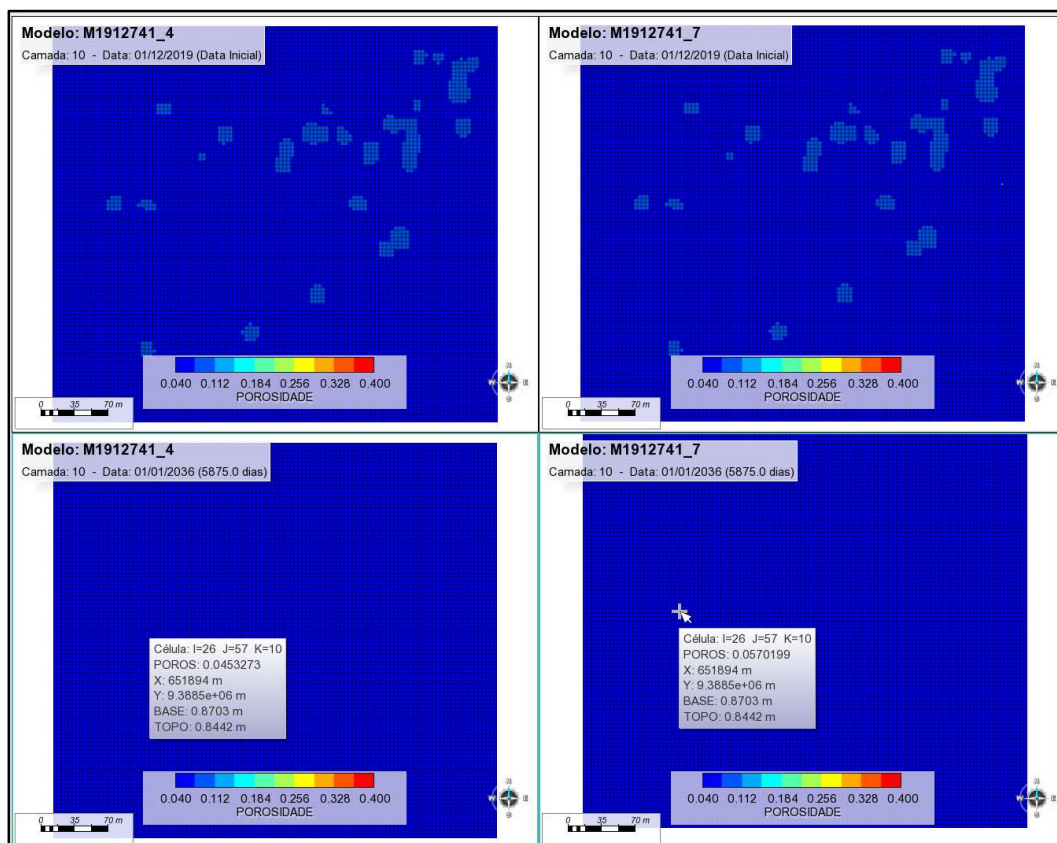 Modelo: M1912741_4
Camada: 10 - Data: 01/12/2019 (Data Inicial)
N
W E
S
0.040 0.112 0.184 0.256 0.328 0.400
POROSIDADE
0 35 70 m
Modelo: M1912741_7
Camada: 10 - Data: 01/12/2019 (Data Inicial)
N
W E
S
0.040 0.112 0.184 0.256 0.328 0.400
POROSIDADE
0 35 70 m
Modelo: M1912741_4
Camada: 10 - Data: 01/01/2036 (5875.0 dias)
Célula: I=26 J=57 K=10
POROS: 0.0453273
X: 651894 m
Y: 9.3885e+06 m
BASE: 0.8703 m
TOPO: 0.8442 m
N
W E
S
0.040 0.112 0.184 0.256 0.328 0.400
POROSIDADE
0 35 70 m
Modelo: M1912741_7
Camada: 10 - Data: 01/01/2036 (5875.0 dias)
Célula: I=26 J=57 K=10
POROS: 0.0570199
X: 651894 m
Y: 9.3885e+06 m
BASE: 0.8703 m
TOPO: 0.8442 m
N
W E
S
0.040 0.112 0.184 0.256 0.328 0.400
POROSIDADE
0 35 70 m